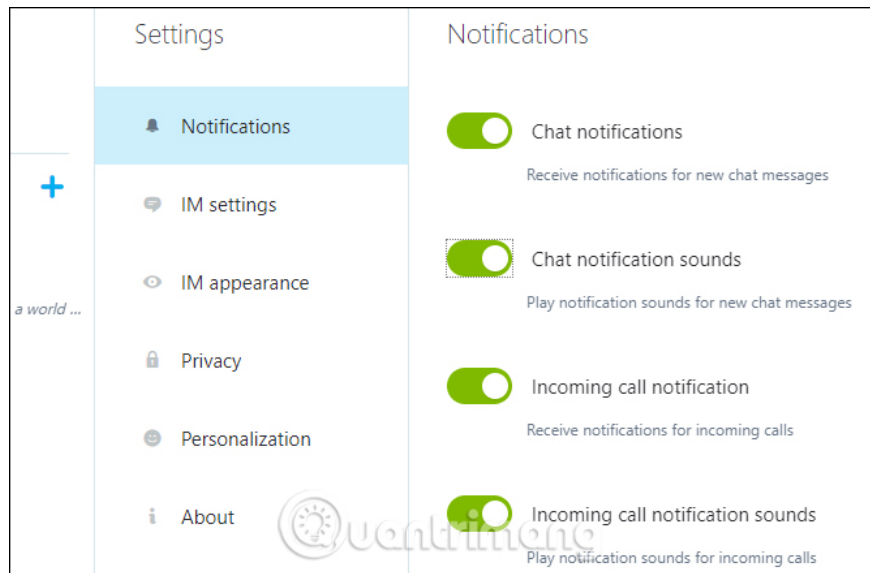 Settings
Notifications
IM settings
IM appearance
Privacy
Personalization
About
a world ...
Notifications
Chat notifications
Receive notifications for new chat messages
Chat notification sounds
Play notification sounds for new chat messages
Incoming call notification
Receive notifications for incoming calls
Incoming call notification sounds
Play notification sounds for incoming calls
Quantrimang